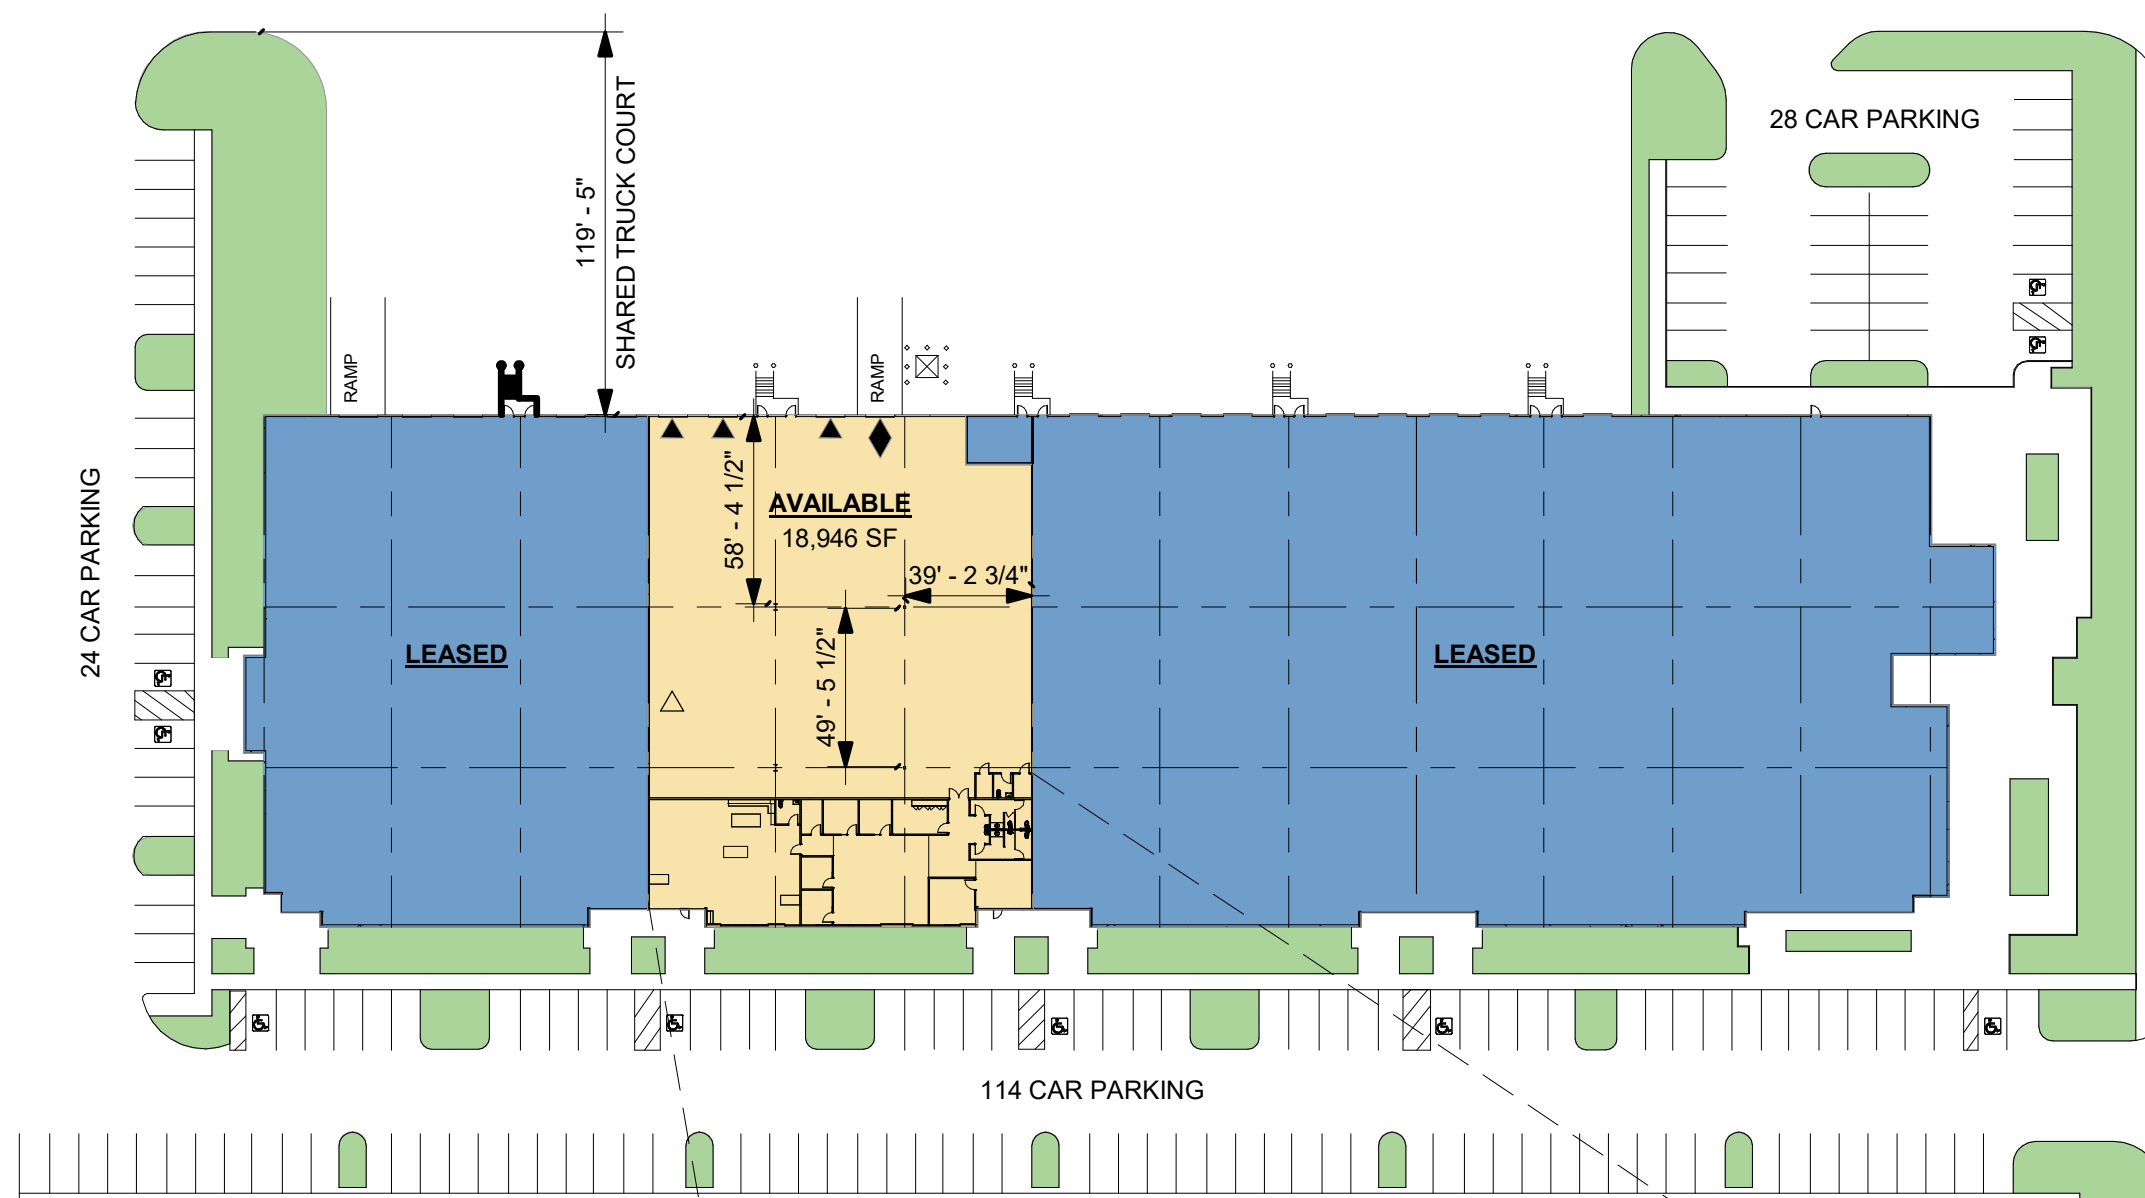 119' - 5"
SHARED TRUCK COURT
28 CAR PARKING
RAMP
RAMP
24 CAR PARKING
58' - 4 1/2"
AVAILABLE
18,946 SF
39' - 2 3/4"
LEASED
49' - 5 1/2"
LEASED
114 CAR PARKING